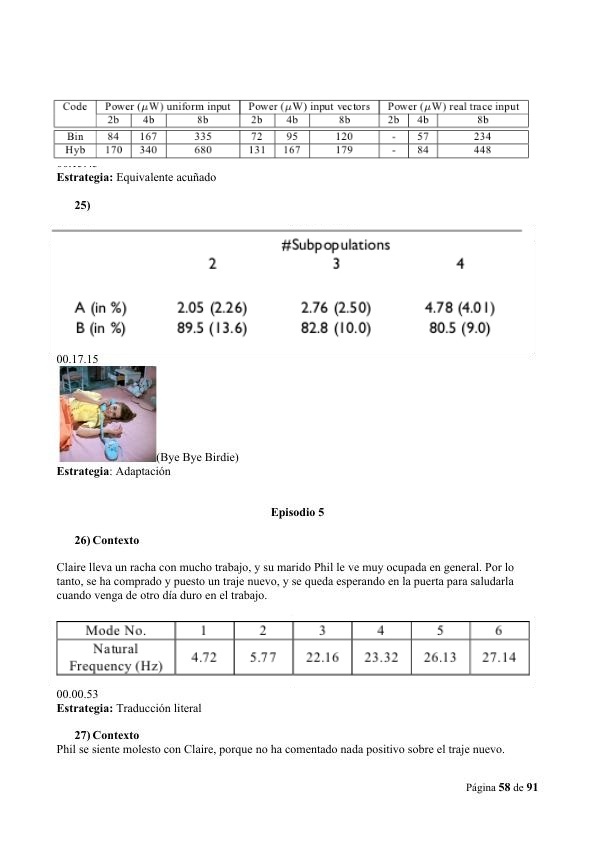 Code Power (μW) uniform input Power (μW) input vectors Power (μW) real trace input
2b 4b 8b 2b 4b 8b 2b 4b 8b
Bin 84 167 335 72 95 120 - 57 234
Hyb 170 340 680 131 167 179 - 84 448
Estrategia: Equivalente acuñado
25)
#Subpopulations
2 3 4
A (in %) 2.05 (2.26) 2.76 (2.50) 4.78 (4.01)
B (in %) 89.5 (13.6) 82.8 (10.0) 80.5 (9.0)
00.17.15
(Bye Bye Birdie)
Estrategia: Adaptación
Episodio 5
26) Contexto
Claire lleva un racha con mucho trabajo, y su marido Phil le ve muy ocupada en general. Por lo
tanto, se ha comprado y puesto un traje nuevo, y se queda esperando en la puerta para saludarla
cuando venga de otro día duro en el trabajo.
Mode No. 1 2 3 4 5 6
Natural
Frequency (Hz) 4.72 5.77 22.16 23.32 26.13 27.14
00.00.53
Estrategia: Traducción literal
27) Contexto
Phil se siente molesto con Claire, porque no ha comentado nada positivo sobre el traje nuevo.
Página 58 de 91